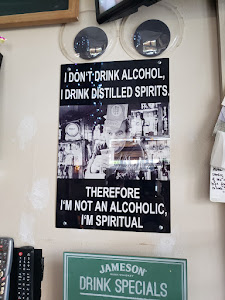 I DON'T DRINK ALCOHOL,
I DRINK DISTILLED SPIRITS.
THEREFORE
I'M NOT AN ALCOHOLIC,
I'M SPIRITUAL
JAMESON
DRINK SPECIALS